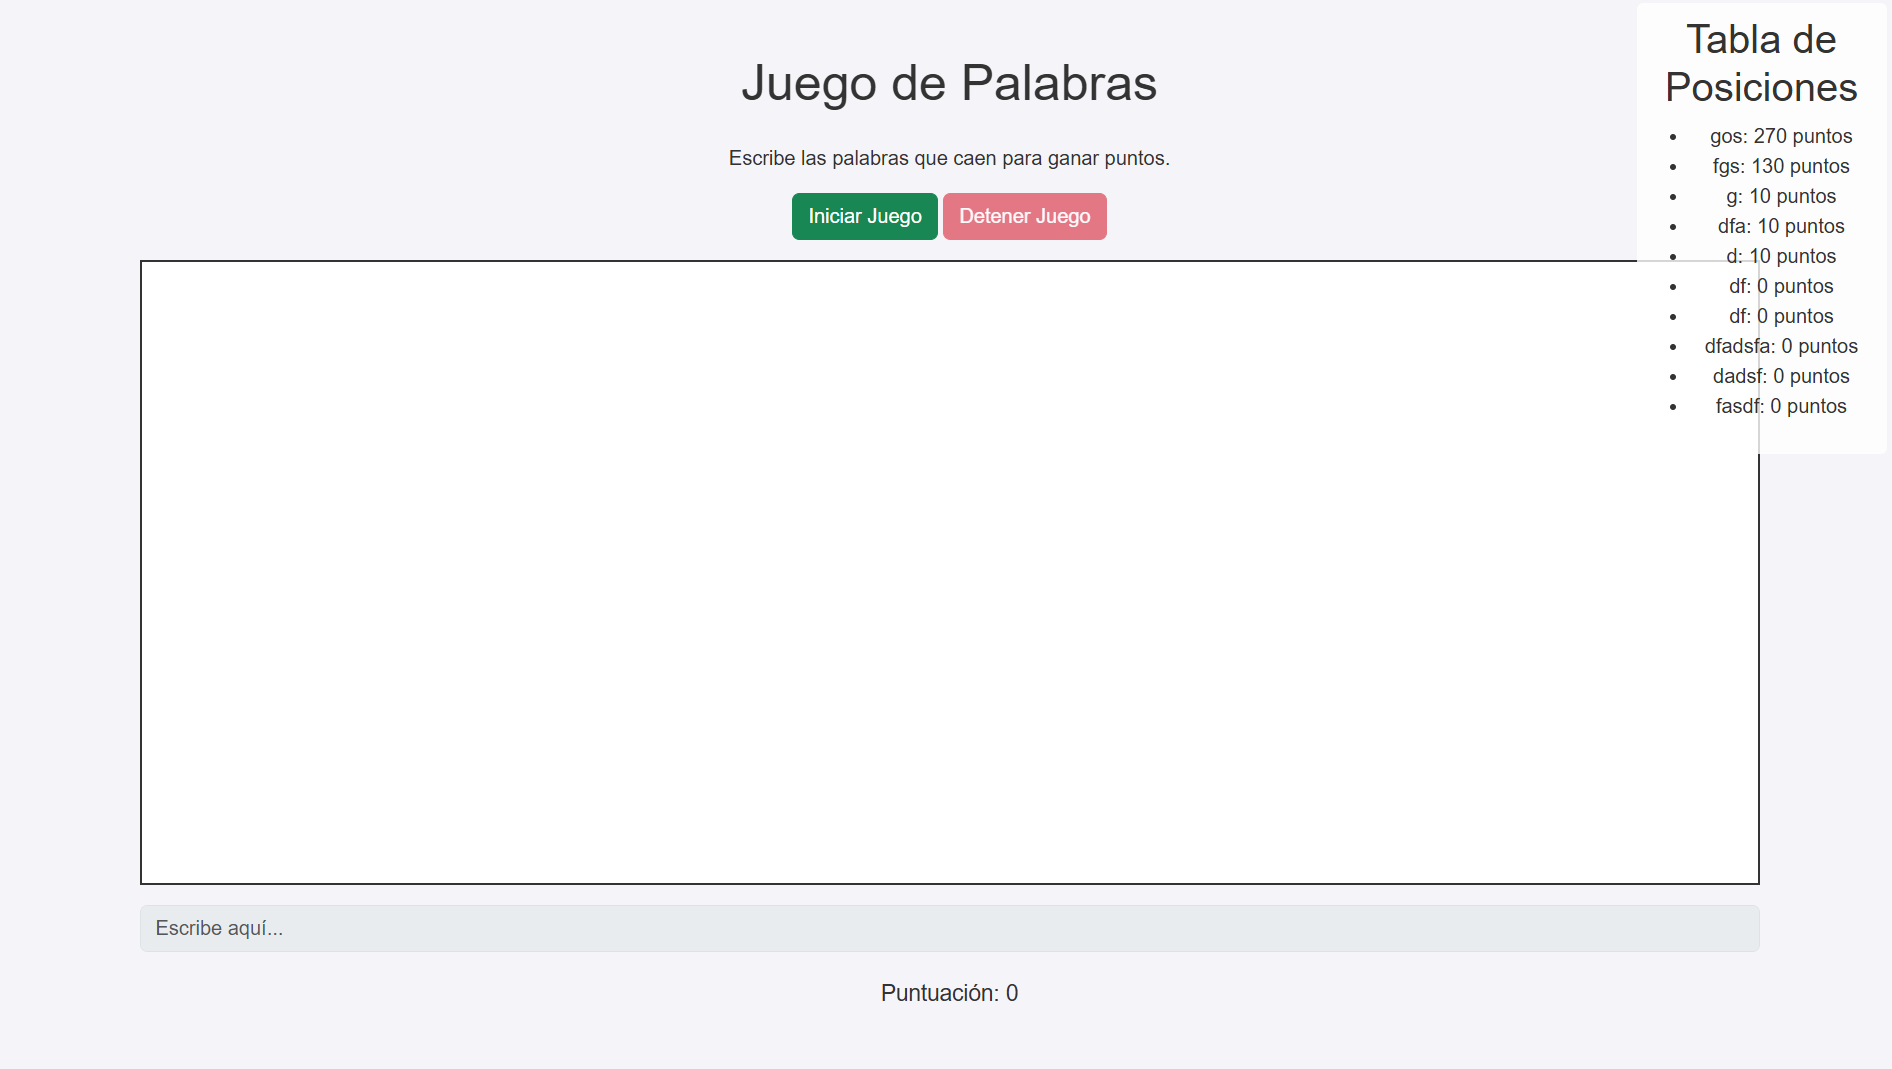 Juego de Palabras
Escribe las palabras que caen para ganar puntos.
Iniciar Juego
Detener Juego
Escribe aquí...
Puntuación: 0
Tabla de
Posiciones
gos: 270 puntos
fgs: 130 puntos
g: 10 puntos
dfa: 10 puntos
d: 10 puntos
df: 0 puntos
df: 0 puntos
dfadsfa: 0 puntos
dadsf: 0 puntos
fasdf: 0 puntos